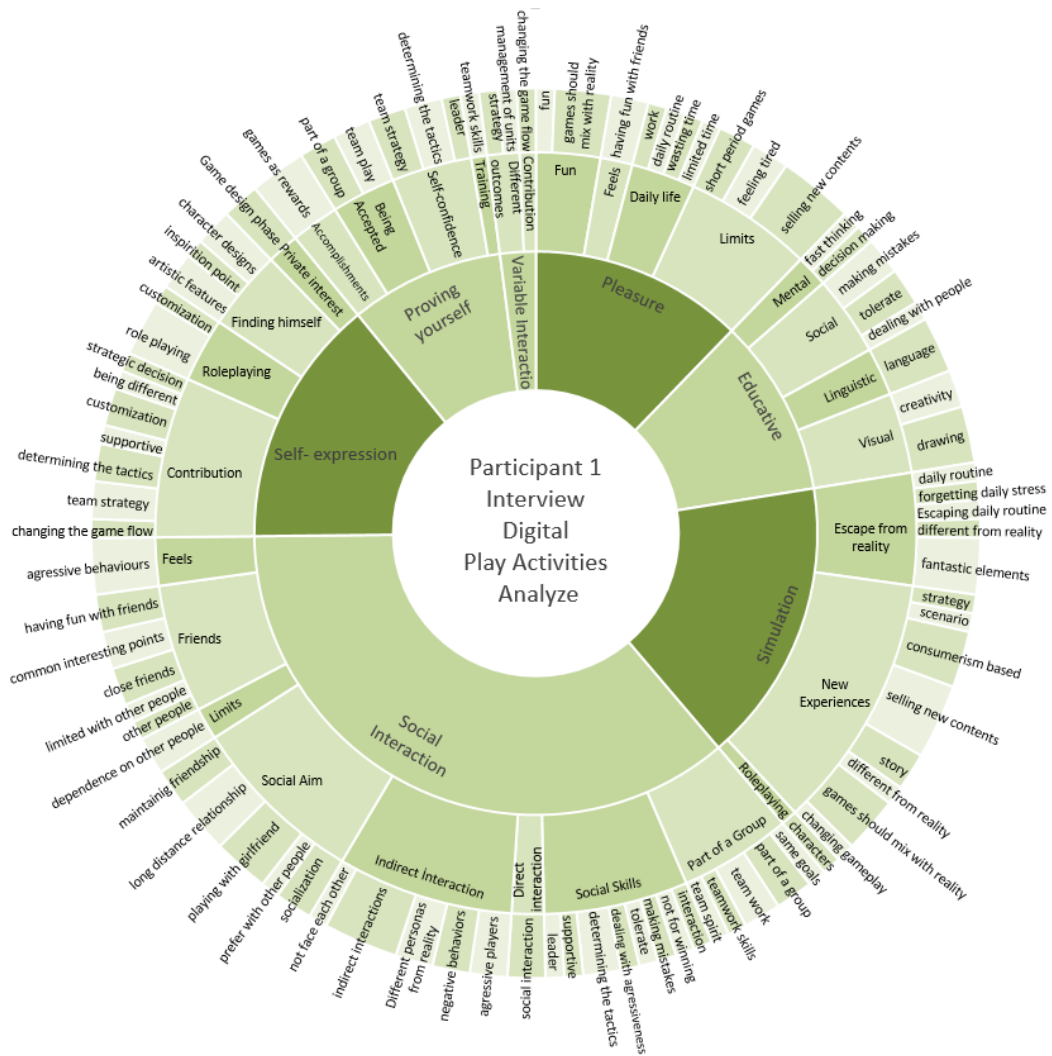 Participant 1
Interview
Digital
Play Activities
Analyze
Pleasure
Educative
Simulation
Social
Interaction
Self- expression
Proving
yourself
Variable Interactio
Fun
Feels
Daily life
Limits
Mental
Social
Linguistic
Visual
Escape from
reality
New
Experiences
Roleplaying
Part of a Group
Social Skills
Direct
interaction
Indirect İnteraction
Social Aim
Limits
Friends
Feels
Contribution
Roleplaying
Finding himself
Private interest
Accomplishments
Being
Accepted
Self-confidence
Training
Different
outcomes
Contribution
fun
games should
mix with reality
having fun with friends
work
daily routine
wasting time
limited time
short period games
feeling tired
selling new contents
fast thinking
decision making
making mistakes
tolerate
dealing with people
language
creativity
drawing
daily routine
forgetting daily stress
Escaping daily routine
different from reality
fantastic elements
strategy
scenario
consumerism based
selling new contents
story
different from reality
games should mix with reality
changing gameplay
characters
same goals
part of a group
team work
teamwork skills
team spirit
interaction
not for winning
making mistakes
tolerate
dealing with agressiveness
determining the tactics
supportive
leader
social interaction
agressive players
negative behaviors
Different personas
from reality
indirect interactions
not face each other
socialization
prefer with other people
playing with girlfriend
long distance relationship
maintainig friendship
dependence on other people
other people
limited with other people
close friends
common interesting points
having fun with friends
agressive behaviours
changing the game flow
team strategy
determining the tactics
supportive
customization
being different
strategic decision
role playing
customization
artistic features
inspirition point
character designs
Game design phase
games as rewards
part of a group
team play
team strategy
determining the tactics
leader
teamwork skills
strategy
management of units
changing the game flow